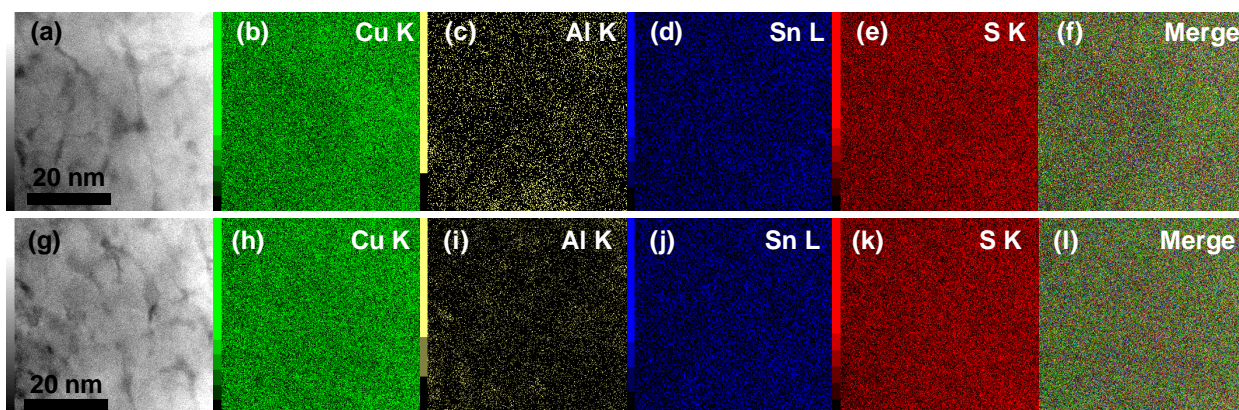 (a) (b) Cu K (c) Al K (d) Sn L (e) S K (f) Merge
20 nm
(g) (h) Cu K (i) Al K (j) Sn L (k) S K (l) Merge
20 nm